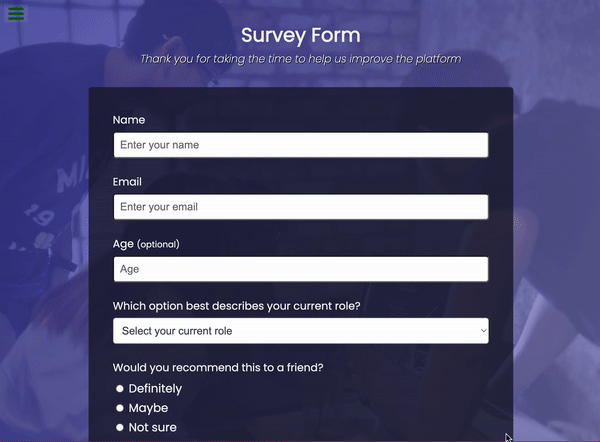 Survey Form
Thank you for taking the time to help us improve the platform
Name
Enter your name
Email
Enter your email
Age (optional)
Age
Which option best describes your current role?
Select your current role
Would you recommend this to a friend?
Definitely
Maybe
Not sure